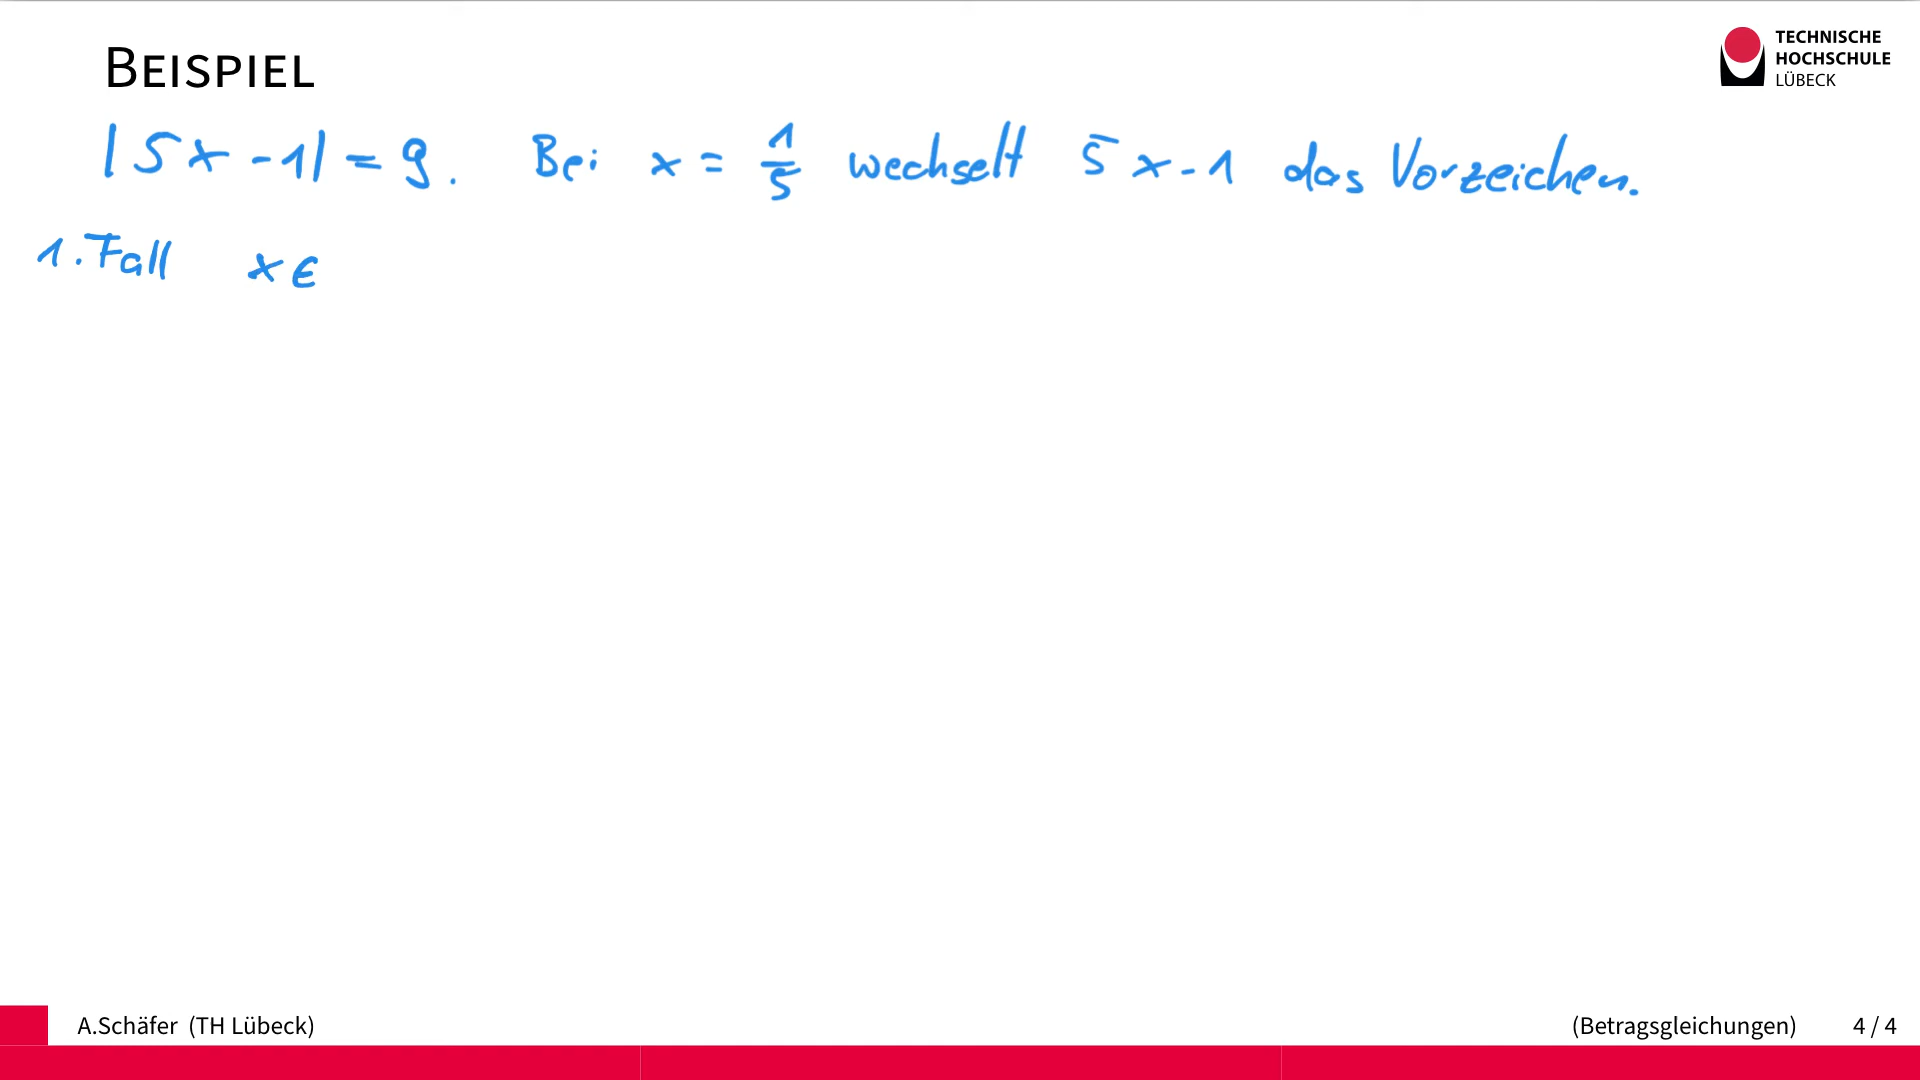 BEISPIEL
TECHNISCHE
HOCHSCHULE
LÜBECK
|5x-1| = 9. Bei x = 1/5 wechselt 5x-1 das Vorzeichen.
1. Fall x ∈
A.Schäfer (TH Lübeck) (Betragsgleichungen) 4 / 4